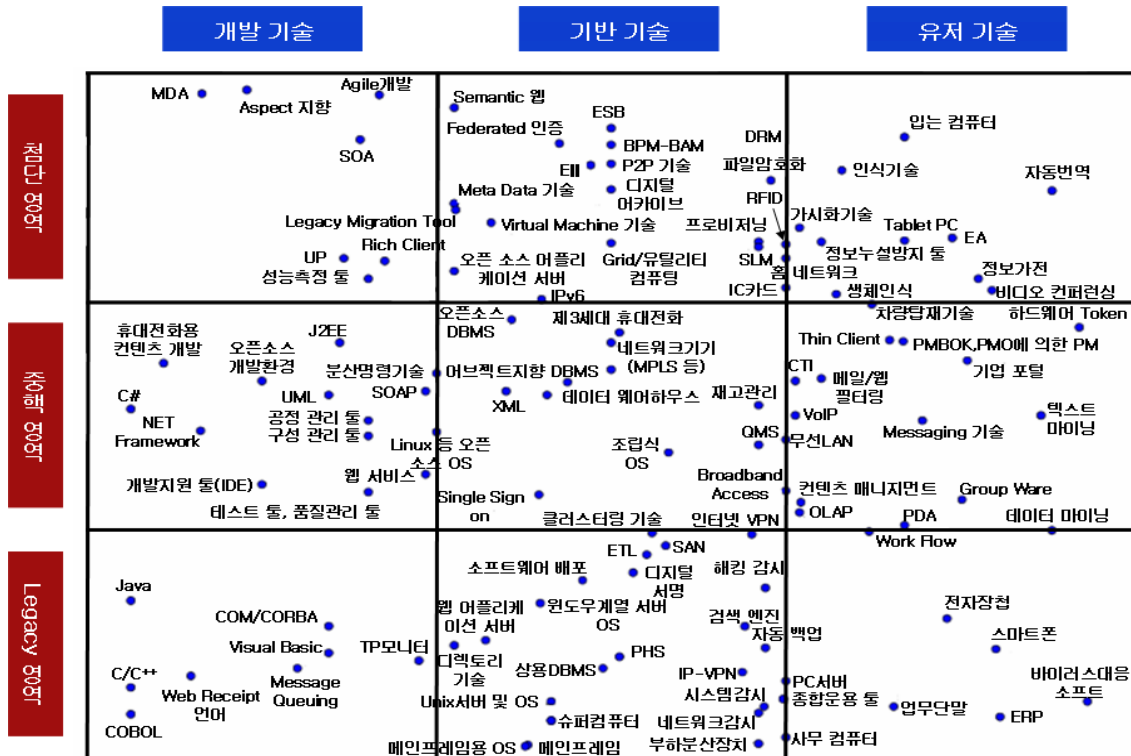 개발 기술
기반 기술
유저 기술
첨단 영역
MDA
Aspect 지향
Agile개발
SOA
Legacy Migration Tool
UP
Rich Client
성능측정 툴
Semantic 웹
Federated 인증
ESB
BPM-BAM
EII
P2P 기술
디지털
어카이브
Meta Data 기술
Virtual Machine 기술
오픈 소스 어플리
케이션 서버
Grid/유틸리티
컴퓨팅
IPv6
DRM
파일암호화
RFID
프로비저닝
SLM
홈 네트워크
IC카드
입는 컴퓨터
인식기술
자동번역
가시화기술
Tablet PC
EA
정보누설방지 툴
정보가전
생체인식
비디오 컨퍼런싱
차량탑재기술
중핵 영역
휴대전화용
컨텐츠 개발
J2EE
오픈소스
개발환경
분산명령기술
C#
UML
SOAP
NET
Framework
공정 관리 툴
구성 관리 툴
웹 서비스
개발지원 툴(IDE)
테스트 툴, 품질관리 툴
오픈소스
DBMS
제3세대 휴대전화
네트워크기기
(MPLS 등)
어브젝트지향 DBMS
XML
데이터 웨어하우스
재고관리
Linux 등 오픈
소스 OS
조립식
OS
QMS
무선LAN
Broadband
Access
Single Sign
on
클러스터링 기술
인터넷 VPN
하드웨어 Token
Thin Client
PMBOK,PMO에 의한 PM
기업 포털
CTI
메일/웹
필터링
VoIP
Messaging 기술
텍스트
마이닝
컨텐츠 매니지먼트
Group Ware
OLAP
PDA
데이터 마이닝
Work Flow
Legacy 영역
Java
COM/CORBA
Visual Basic
TP모니터
C/C++
Web Receipt
언어
Message
Queuing
COBOL
ETL
SAN
소프트웨어 배포
디지털
서명
해킹 감시
웹 어플리케
이션 서버
윈도우계열 서버
OS
검색 엔진
자동 백업
디렉토리
기술
PHS
상용DBMS
IP-VPN
PC서버
Unix서버 및 OS
시스템감시
종합운용 툴
슈퍼컴퓨터
네트워크감시
메인프레임용 OS
메인프레임
부하분산장치
사무 컴퓨터
전자장첩
스마트폰
바이러스대응
소프트
업무단말
ERP